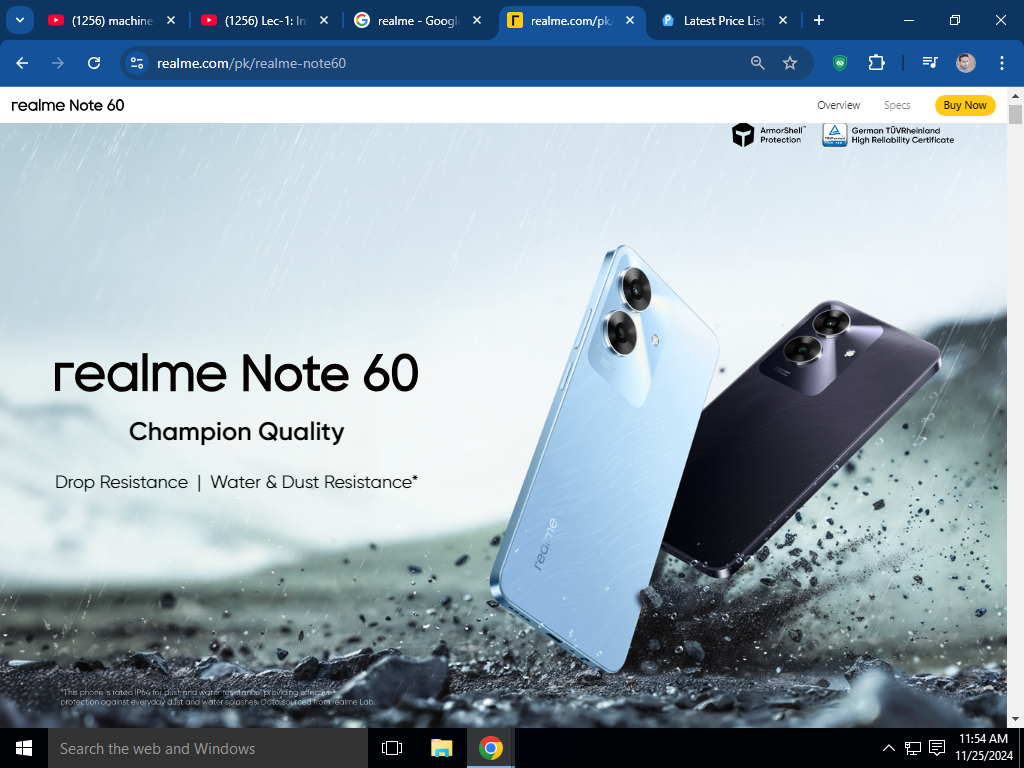 (1256) machine
(1256) Lec-1: In
realme - Google
realme.com/pk/
Latest Price List
realme.com/pk/realme-note60
realme Note 60
Overview
Specs
Buy Now
ArmorShell™
Protection
German TÜVRheinland
High Reliability Certificate
realme Note 60
Champion Quality
Drop Resistance | Water & Dust Resistance*
realme
*This phone is rated IP64 for dust and water resistance, providing effective
protection against everyday dust and water splashes. Data sourced from realme Lab.
Search the web and Windows
11:54 AM
11/25/2024